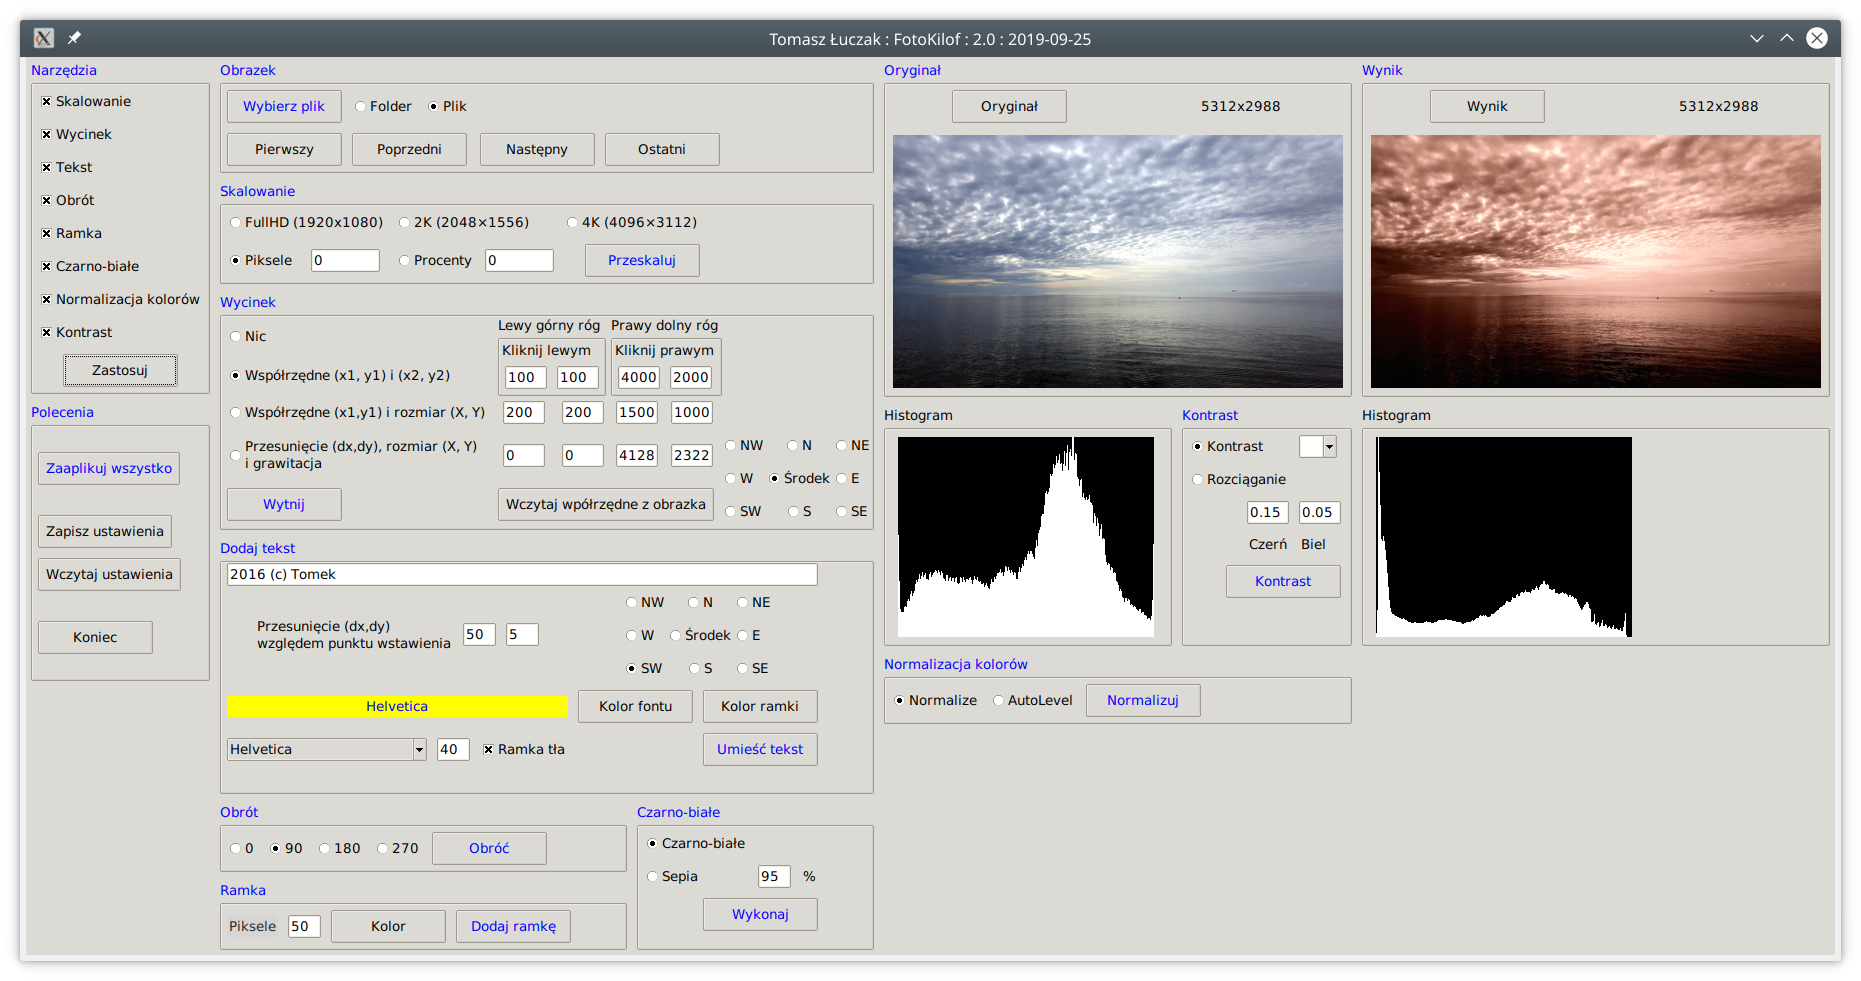 Tomasz Łuczak : FotoKilof : 2.0 : 2019-09-25
Narzędzia
Skalowanie
Wycinek
Tekst
Obrót
Ramka
Czarno-białe
Normalizacja kolorów
Kontrast
Zastosuj
Polecenia
Zaaplikuj wszystko
Zapisz ustawienia
Wczytaj ustawienia
Koniec
Obrazek
Wybierz plik Folder Plik
Pierwszy Poprzedni Następny Ostatni
Skalowanie
FullHD (1920x1080) 2K (2048×1556) 4K (4096×3112)
Piksele 0 Procenty 0 Przeskaluj
Wycinek
Lewy górny róg Prawy dolny róg
Nic
Kliknij lewym Kliknij prawym
Współrzędne (x1, y1) i (x2, y2) 100 100 4000 2000
Współrzędne (x1,y1) i rozmiar (X, Y) 200 200 1500 1000
Przesunięcie (dx,dy), rozmiar (X, Y)
i grawitacja 0 0 4128 2322
NW N NE
W Środek E
SW S SE
Wytnij Wczytaj wpółrzędne z obrazka
Dodaj tekst
2016 (c) Tomek
NW N NE
Przesunięcie (dx,dy)
względem punktu wstawienia 50 5
W Środek E
SW S SE
Helvetica Kolor fontu Kolor ramki
Helvetica 40 Ramka tła Umieść tekst
Obrót
0 90 180 270 Obróć
Ramka
Piksele 50 Kolor Dodaj ramkę
Czarno-białe
Czarno-białe
Sepia 95 %
Wykonaj
Oryginał
Oryginał 5312x2988
Histogram
Kontrast
Kontrast
Rozciąganie
0.15 0.05
Czerń Biel
Kontrast
Normalizacja kolorów
Normalize AutoLevel Normalizuj
Wynik
Wynik 5312x2988
Histogram